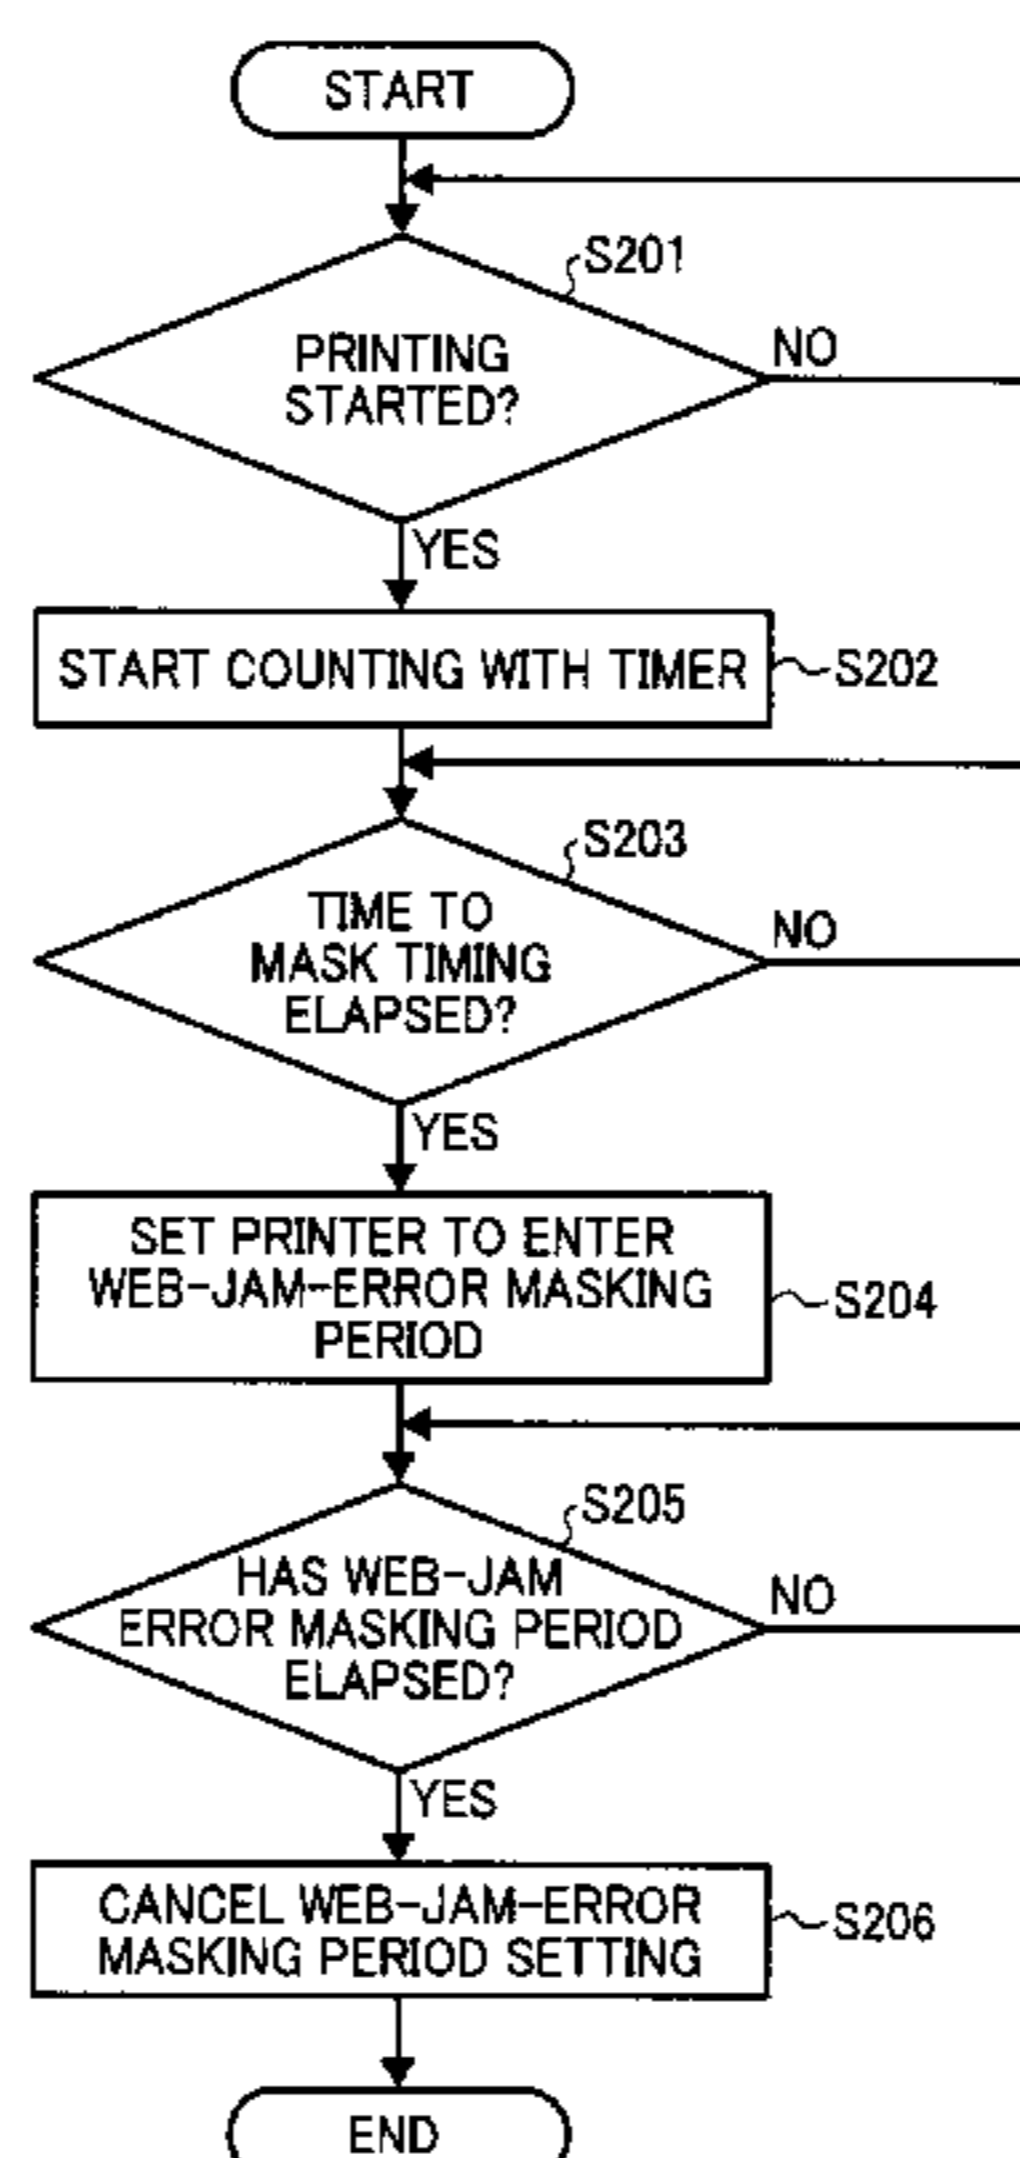 START
S201
PRINTING
STARTED?
NO
YES
START COUNTING WITH TIMER
S202
S203
TIME TO
MASK TIMING
ELAPSED?
NO
YES
SET PRINTER TO ENTER
WEB-JAM-ERROR MASKING
PERIOD
S204
S205
HAS WEB-JAM
ERROR MASKING PERIOD
ELAPSED?
NO
YES
CANCEL WEB-JAM-ERROR
MASKING PERIOD SETTING
S206
END